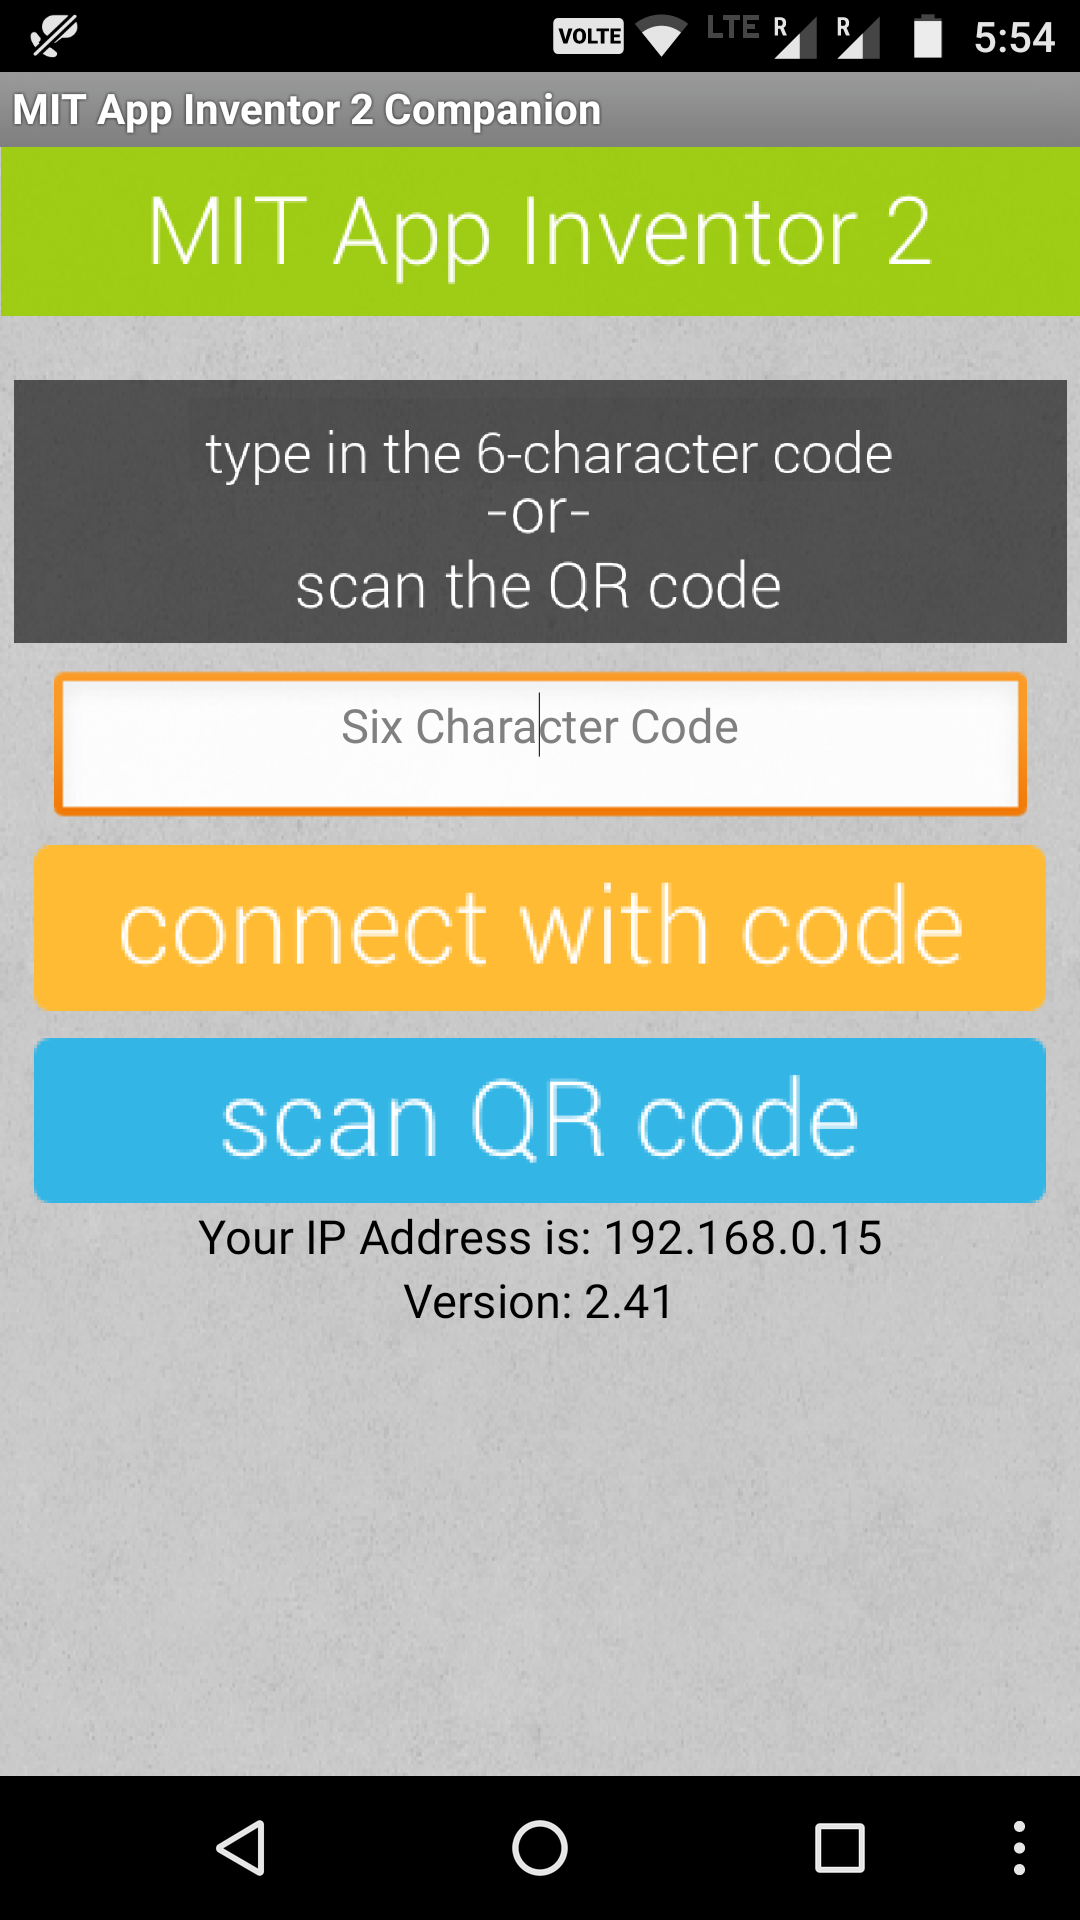 VOLTE LTE R R 5:54
MIT App Inventor 2 Companion
MIT App Inventor 2
type in the 6-character code
-or-
scan the QR code
Six Character Code
connect with code
scan QR code
Your IP Address is: 192.168.0.15
Version: 2.41